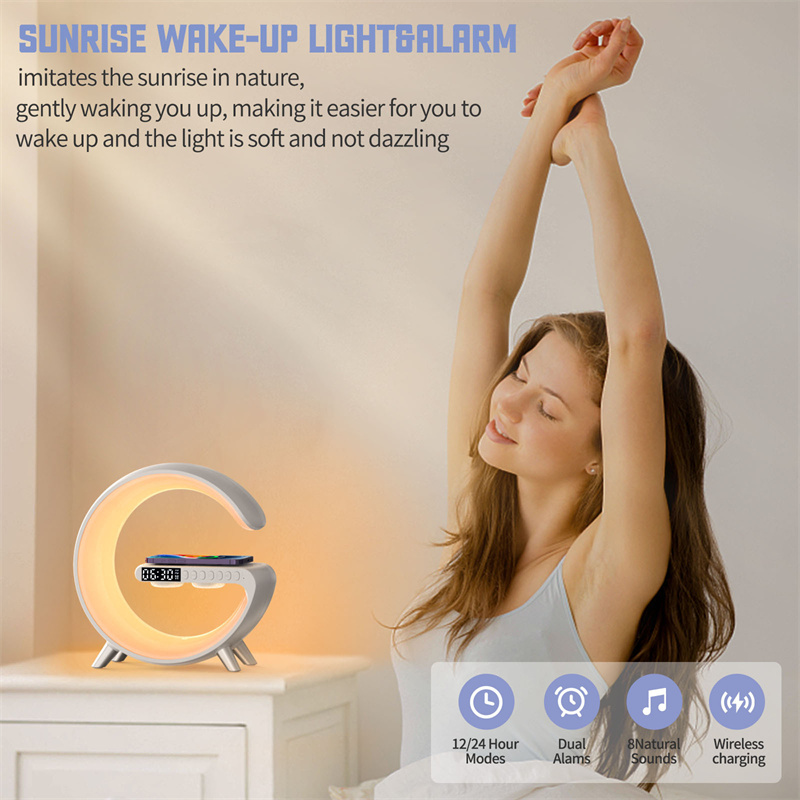 SUNRISE WAKE-UP LIGHT&ALARM
imitates the sunrise in nature,
gently waking you up, making it easier for you to
wake up and the light is soft and not dazzling
06:30
12/24 Hour
Modes
Dual
Alams
8Natural
Sounds
Wireless
charging